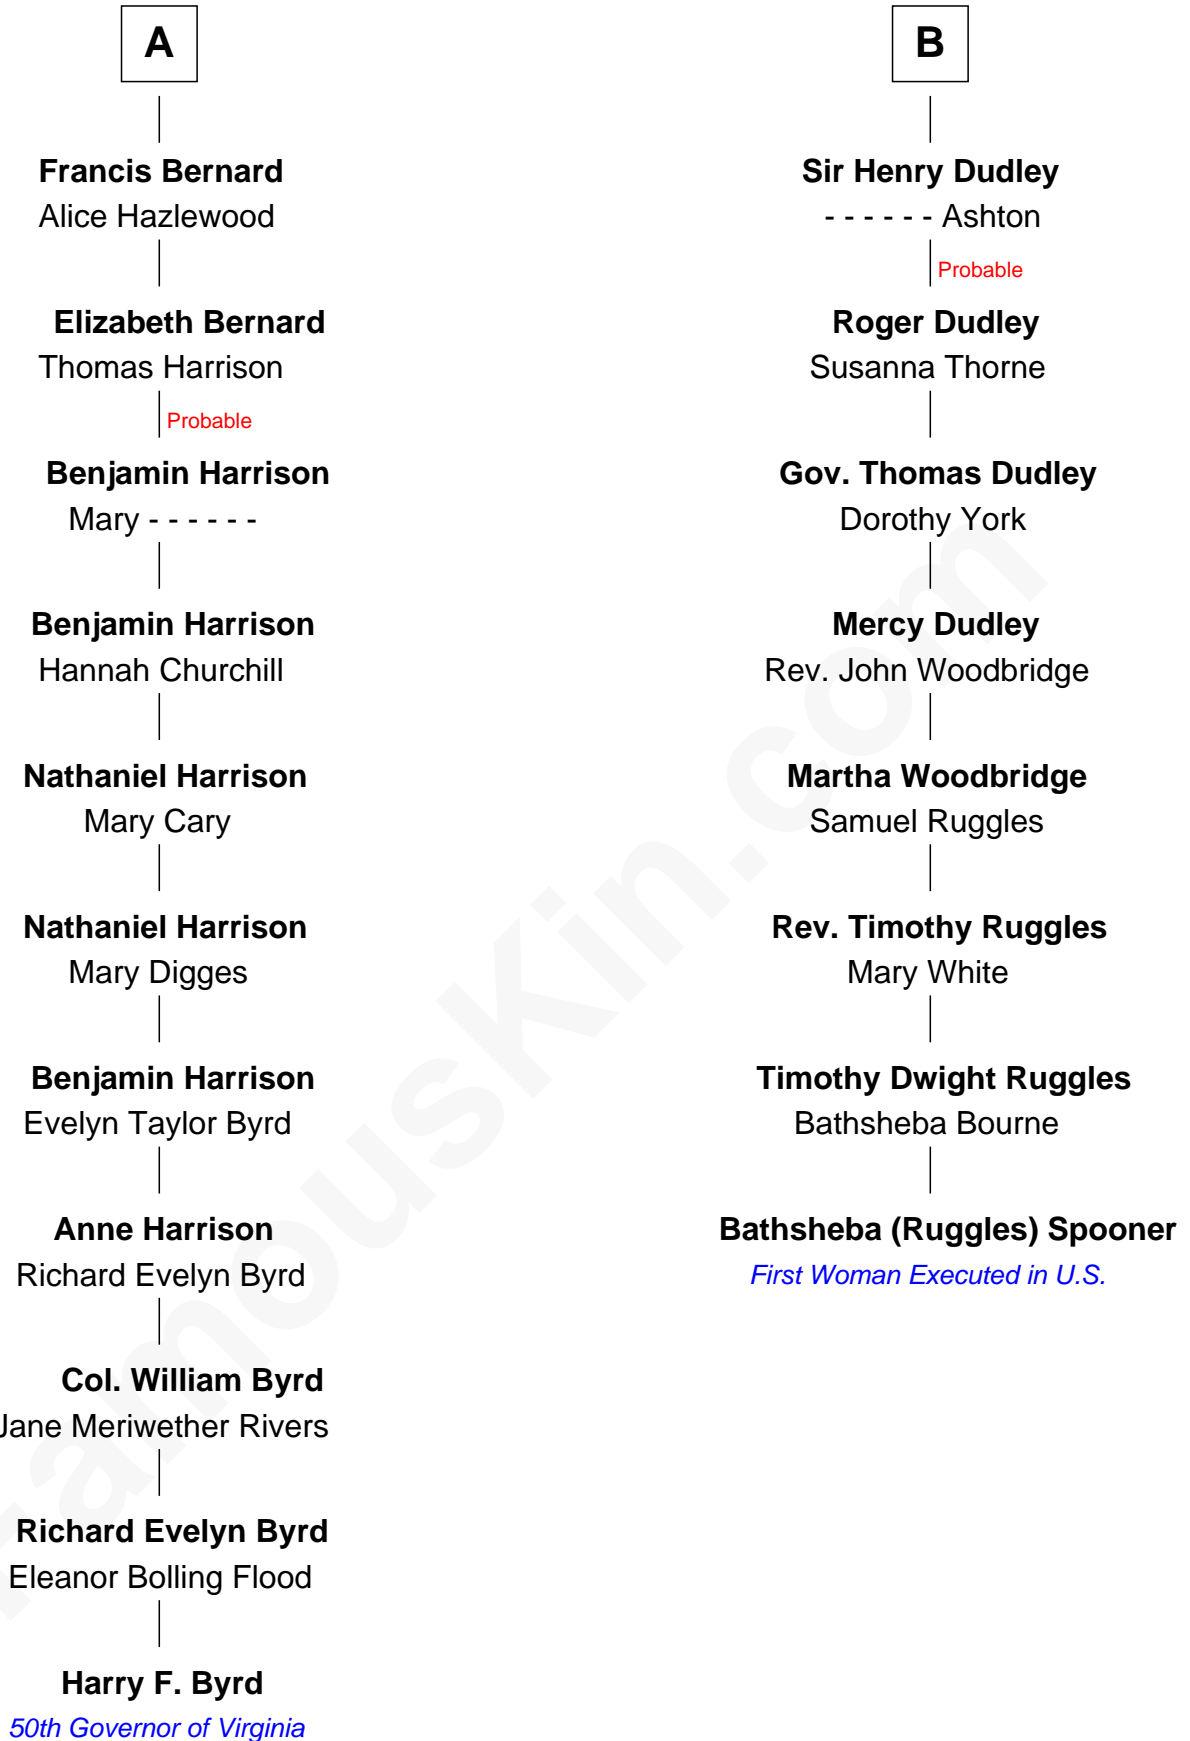 A
Francis Bernard
Alice Hazlewood
Elizabeth Bernard
Thomas Harrison
Probable
Benjamin Harrison
Mary - - - - - -
Benjamin Harrison
Hannah Churchill
Nathaniel Harrison
Mary Cary
Nathaniel Harrison
Mary Digges
Benjamin Harrison
Evelyn Taylor Byrd
Anne Harrison
Richard Evelyn Byrd
Col. William Byrd
Jane Meriwether Rivers
Richard Evelyn Byrd
Eleanor Bolling Flood
Harry F. Byrd
50th Governor of Virginia
B
Sir Henry Dudley
- - - - - - Ashton
Probable
Roger Dudley
Susanna Thorne
Gov. Thomas Dudley
Dorothy York
Mercy Dudley
Rev. John Woodbridge
Martha Woodbridge
Samuel Ruggles
Rev. Timothy Ruggles
Mary White
Timothy Dwight Ruggles
Bathsheba Bourne
Bathsheba (Ruggles) Spooner
First Woman Executed in U.S.
FamousKin.com